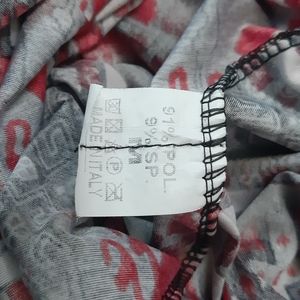 91% POL.
9% SP.
M
MADE IN ITALY